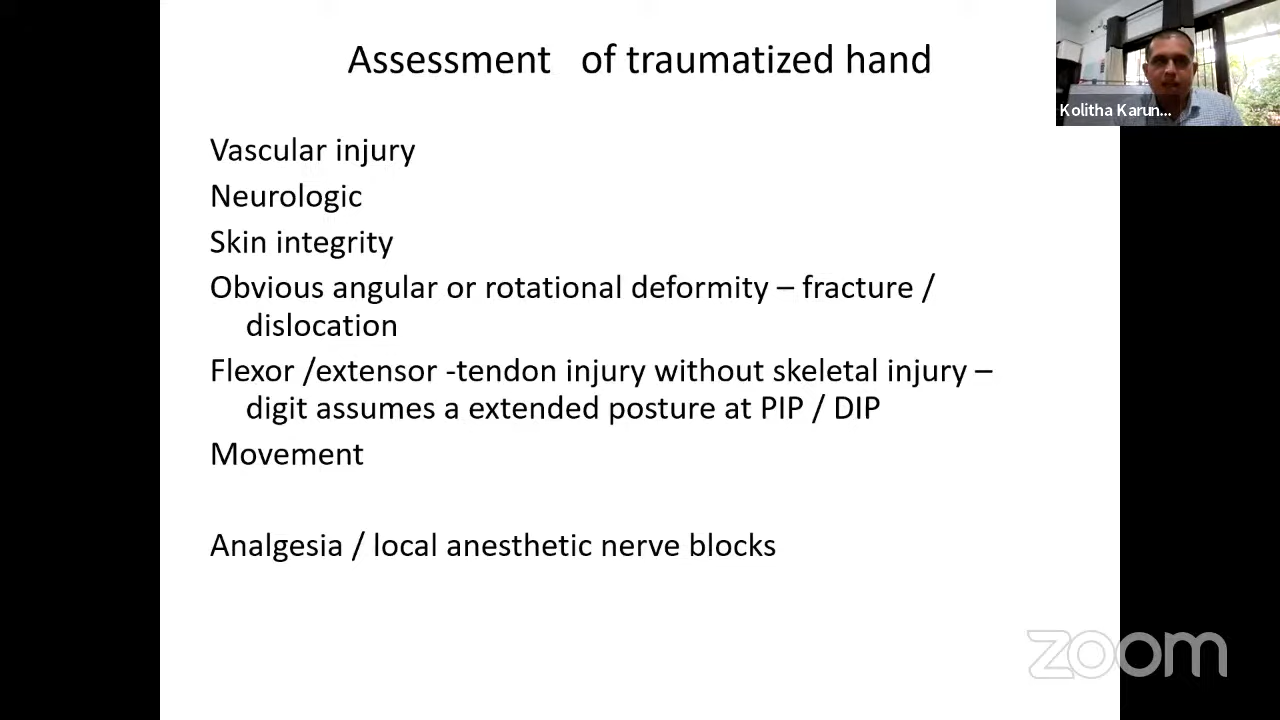 Assessment of traumatized hand
Kolitha Karun...
Vascular injury
Neurologic
Skin integrity
Obvious angular or rotational deformity – fracture /
dislocation
Flexor /extensor -tendon injury without skeletal injury –
digit assumes a extended posture at PIP / DIP
Movement
Analgesia / local anesthetic nerve blocks
zoom